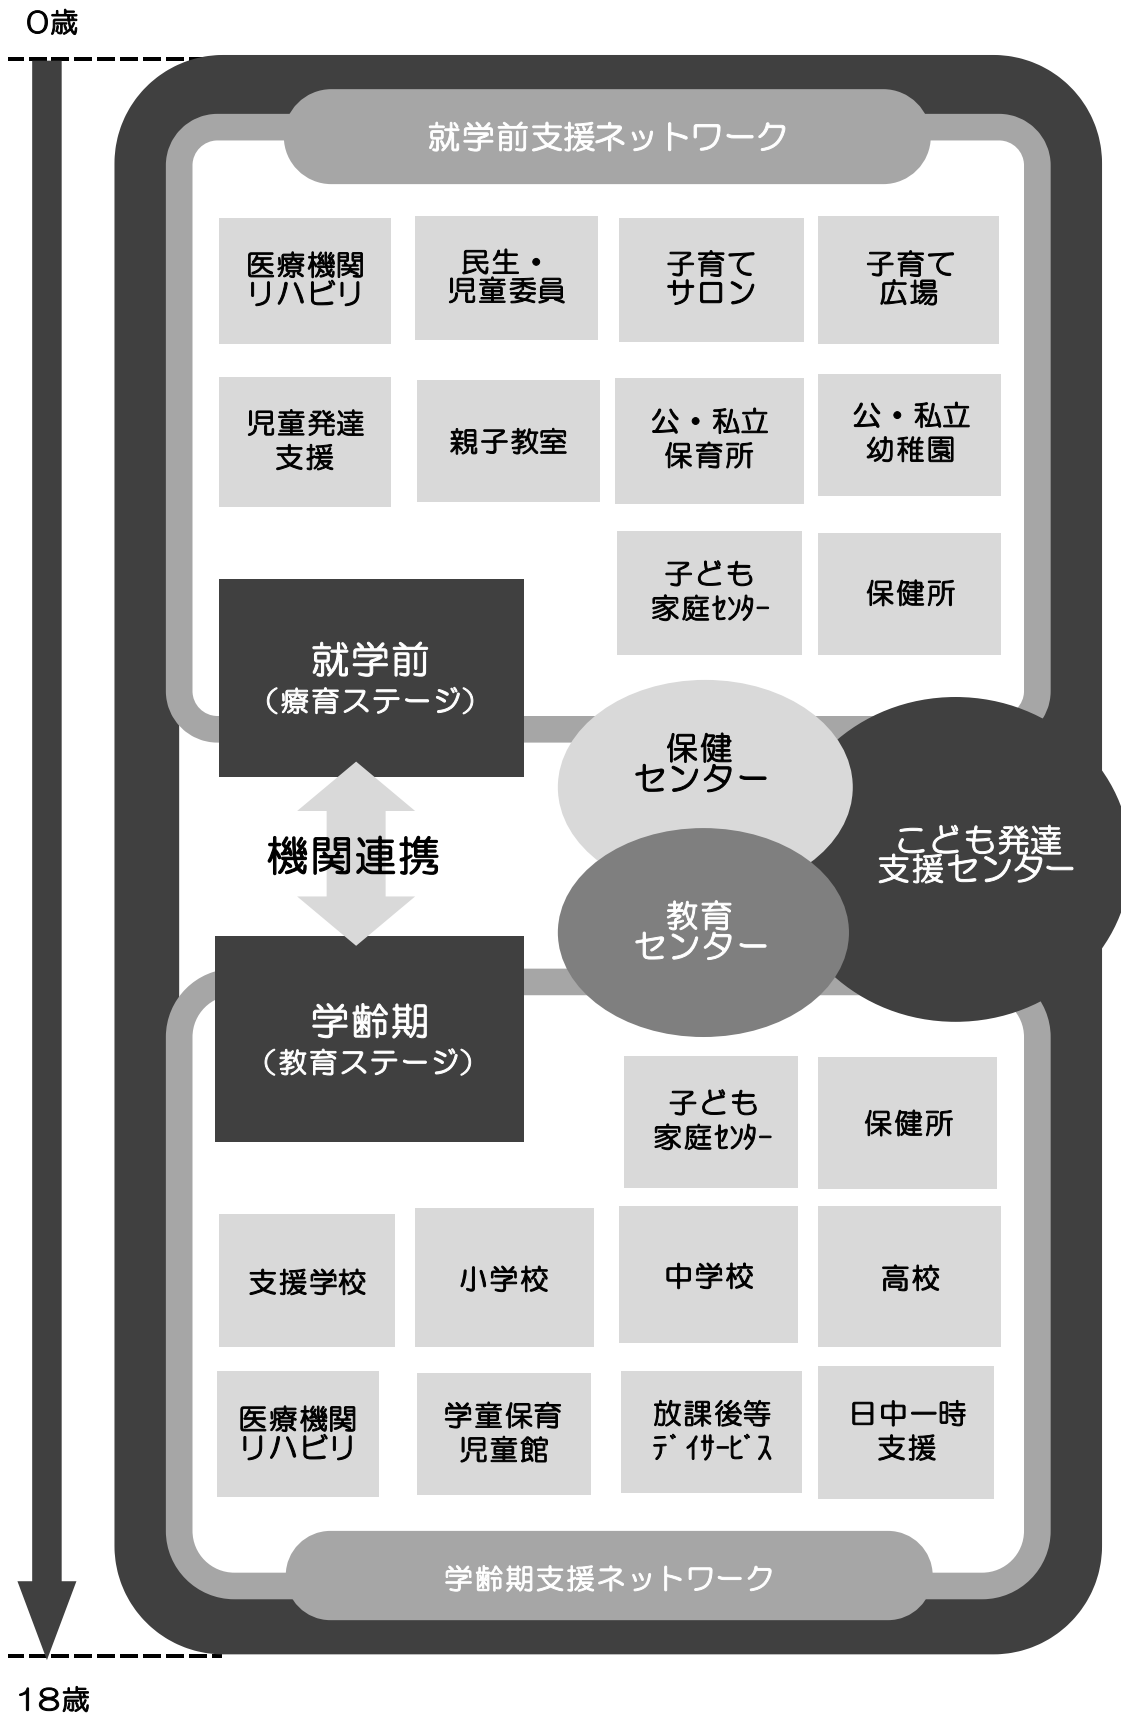 0歳
就学前支援ネットワーク
医療機関
リハビリ
民生・
児童委員
子育て
サロン
子育て
広場
児童発達
支援
親子教室
公・私立
保育所
公・私立
幼稚園
子ども
家庭ｾﾝﾀｰ
保健所
就学前
（療育ステージ）
保健
センター
機関連携
こども発達
支援センター
教育
センター
学齢期
（教育ステージ）
子ども
家庭ｾﾝﾀｰ
保健所
支援学校
小学校
中学校
高校
医療機関
リハビリ
学童保育
児童館
放課後等
ﾃﾞｲｻｰﾋﾞｽ
日中一時
支援
学齢期支援ネットワーク
18歳